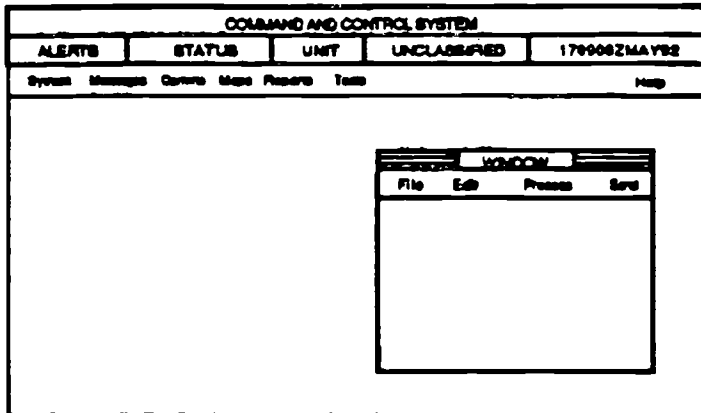 COMMAND AND CONTROL SYSTEM
ALERTS STATUS UNIT UNCLASSIFIED 170906ZMAY92
System Messages Comms Maps Reports Tools Help
WINDOW
File Edit Process Send